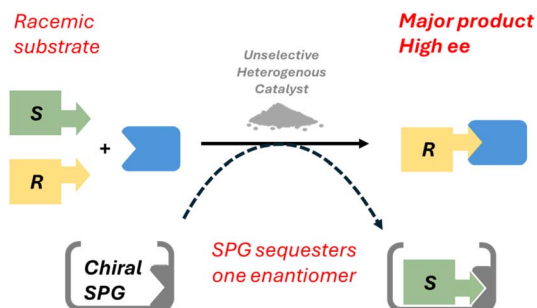 Racemic
substrate
Unselective
Heterogenous
Catalyst
Major product
High ee
S
R
+
R
Chiral
SPG
SPG sequesters
one enantiomer
S